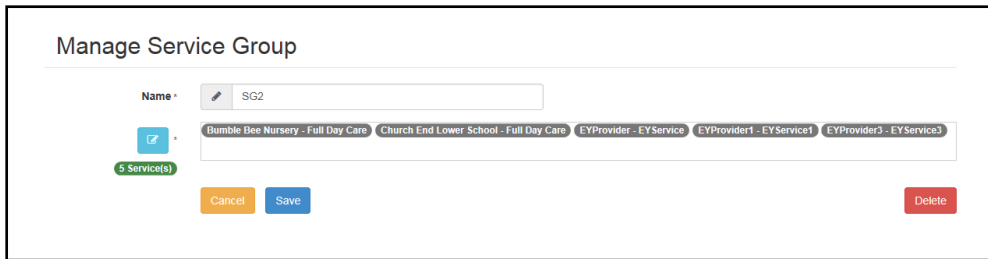 Manage Service Group
Name *
SG2
*
Bumble Bee Nursery - Full Day Care Church End Lower School - Full Day Care EYProvider - EYService EYProvider1 - EYService1 EYProvider3 - EYService3
5 Service(s)
Cancel Save Delete